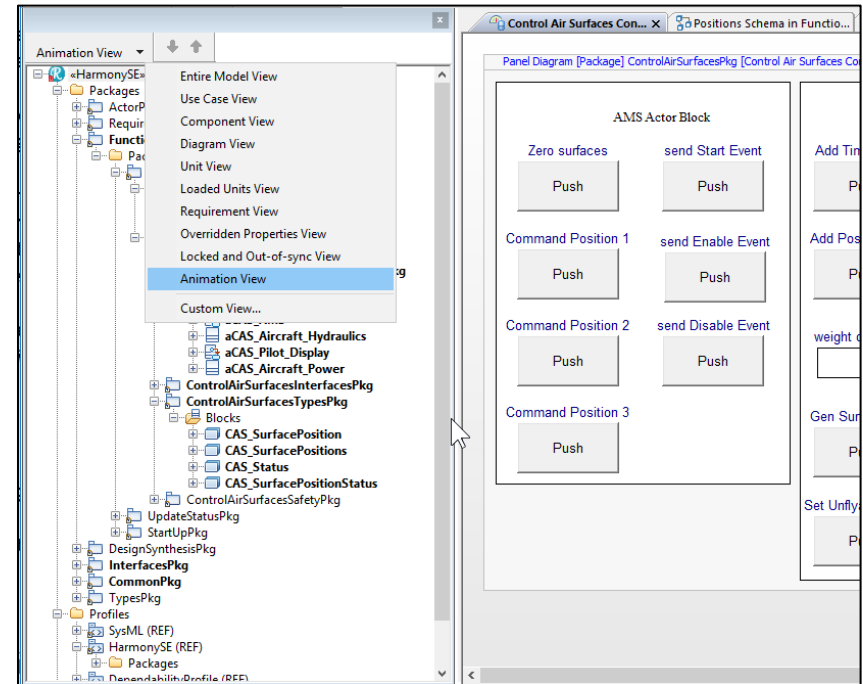 Animation View
Entire Model View
Use Case View
Component View
Diagram View
Unit View
Loaded Units View
Requirement View
Overridden Properties View
Locked and Out-of-sync View
Animation View
Custom View...
«HarmonySE»
Packages
ActorP
Requir
Functi
Pac
kg
aCAS_Aircraft_Hydraulics
aCAS_Pilot_Display
aCAS_Aircraft_Power
ControlAirSurfacesInterfacesPkg
ControlAirSurfacesTypesPkg
Blocks
CAS_SurfacePosition
CAS_SurfacePositions
CAS_Status
CAS_SurfacePositionStatus
ControlAirSurfacesSafetyPkg
UpdateStatusPkg
StartUpPkg
DesignSynthesisPkg
InterfacesPkg
CommonPkg
TypesPkg
Profiles
SysML (REF)
HarmonySE (REF)
Packages
DependabilityProfile (REF)
Control Air Surfaces Con... x
Positions Schema in Functio...
Panel Diagram [Package] ControlAirSurfacesPkg [Control Air Surfaces Co
AMS Actor Block
Zero surfaces send Start Event
Push Push
Command Position 1 send Enable Event
Push Push
Command Position 2 send Disable Event
Push Push
Command Position 3
Push
Add Tim
P
Add Pos
P
weight o
Gen Sur
P
Set Unfly
P